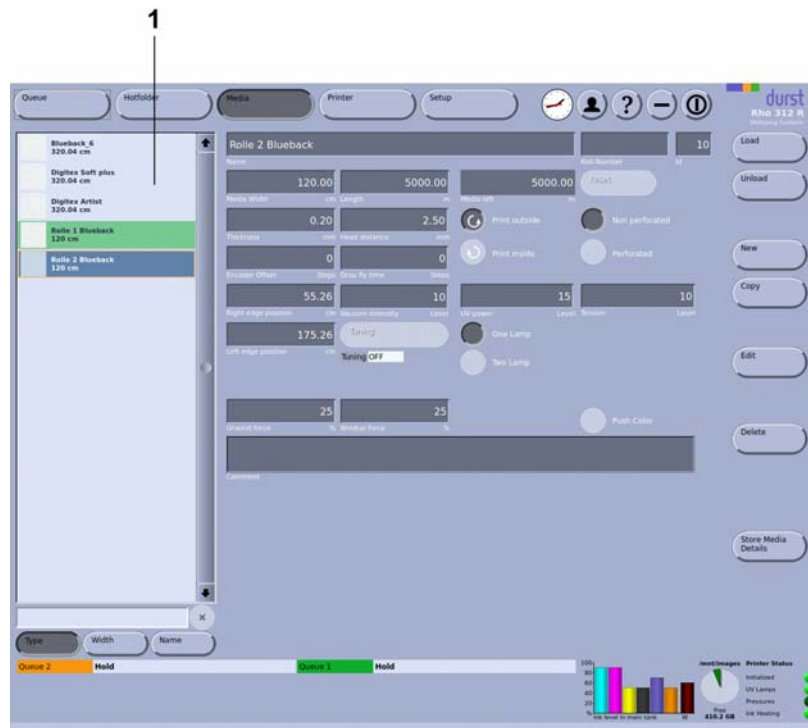 1
Queue Hotfolder Media Printer Setup ?
durst
Rho 312 R
Blueback_6
320.04 cm
Digitex Soft plus
320.04 cm
Digitex Artist
320.04 cm
Rolle 1 Blueback
120 cm
Rolle 2 Blueback
120 cm
Rolle 2 Blueback 10
Name Roll Number Id
120.00 5000.00 5000.00 Reset
Media Width cm Length m Media left m
0.20 2.50 Print outside Non perforated
Thickness mm Head distance mm
0 0 Print inside Perforated
Encoder Offset Steps Drop fly time Steps
55.26 10 15 10
Right edge position cm Vacuum intensity Level UV power Level Tension Level
175.26 Tuning One Lamp
Left edge position cm Tuning OFF Two Lamp
25 25 Push Color
Unwind force % Windup force %
Comment
Load
Unload
New
Copy
Edit
Delete
Store Media
Details
×
Type Width Name
Queue 2 Hold Queue 1 Hold
100
80
60
40
20
%
Ink level in main tank W
/mnt/images
Free
410.2 GB
Printer Status
Initialized
UV Lamps
Pressures
Ink Heating